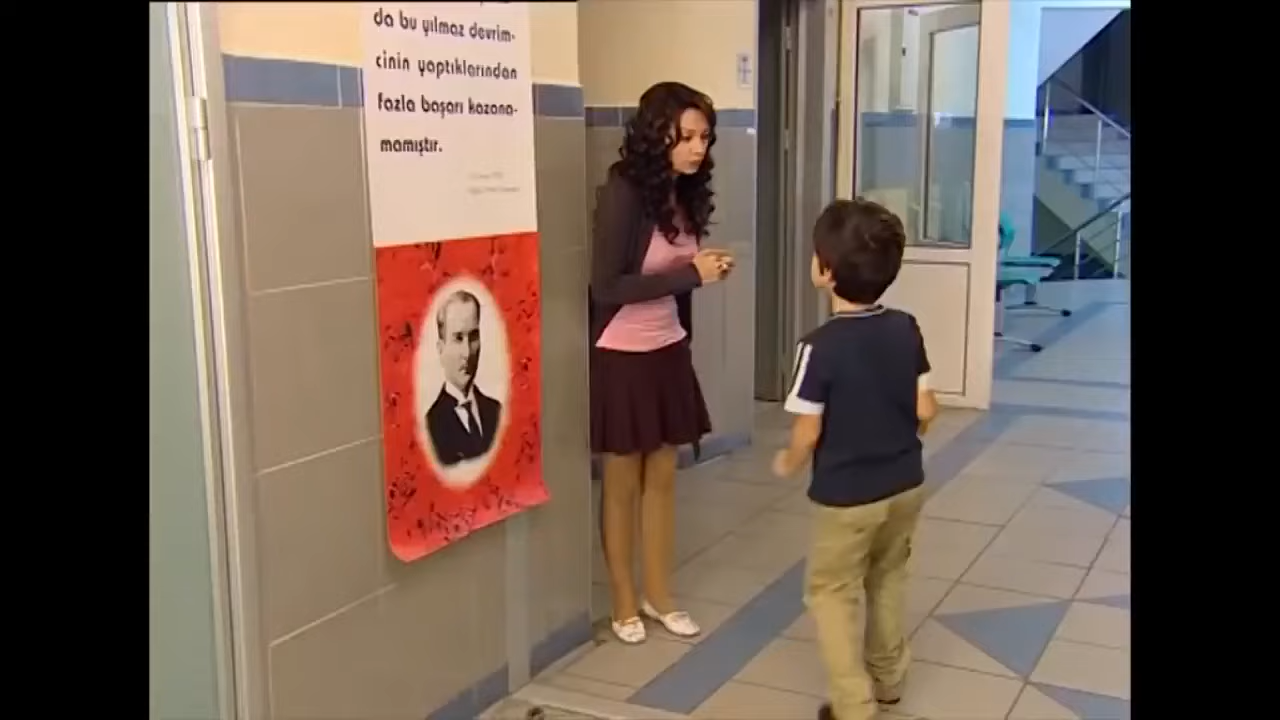 da bu yılmaz devrim-
cinin yaptıklarından
fazla başarı kazana-
mamıştır.